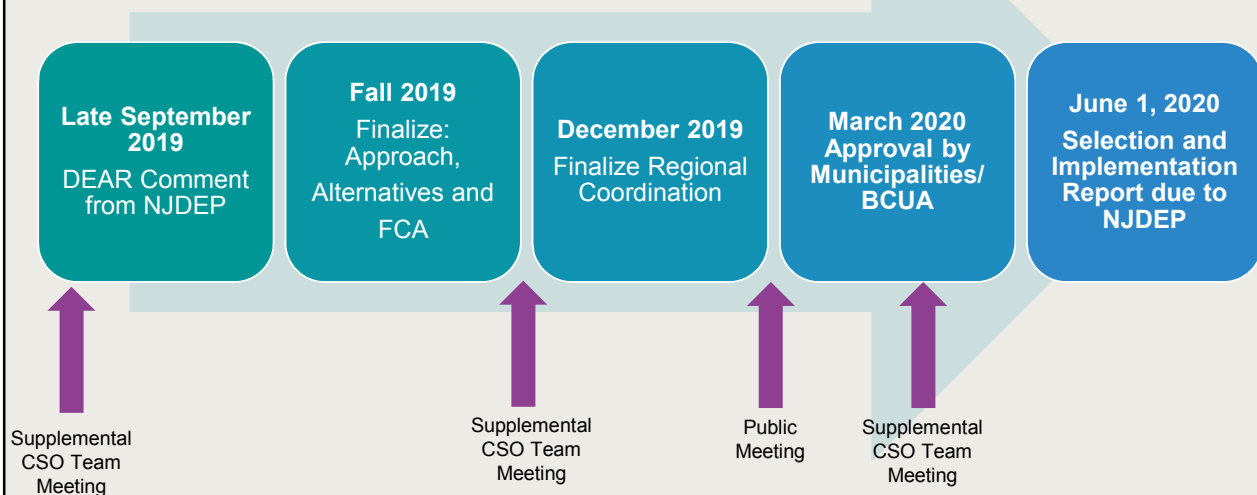 Late September
2019
DEAR Comment
from NJDEP
Fall 2019
Finalize:
Approach,
Alternatives and
FCA
December 2019
Finalize Regional
Coordination
March 2020
Approval by
Municipalities/
BCUA
June 1, 2020
Selection and
Implementation
Report due to
NJDEP
Supplemental
CSO Team
Meeting
Supplemental
CSO Team
Meeting
Public
Meeting
Supplemental
CSO Team
Meeting